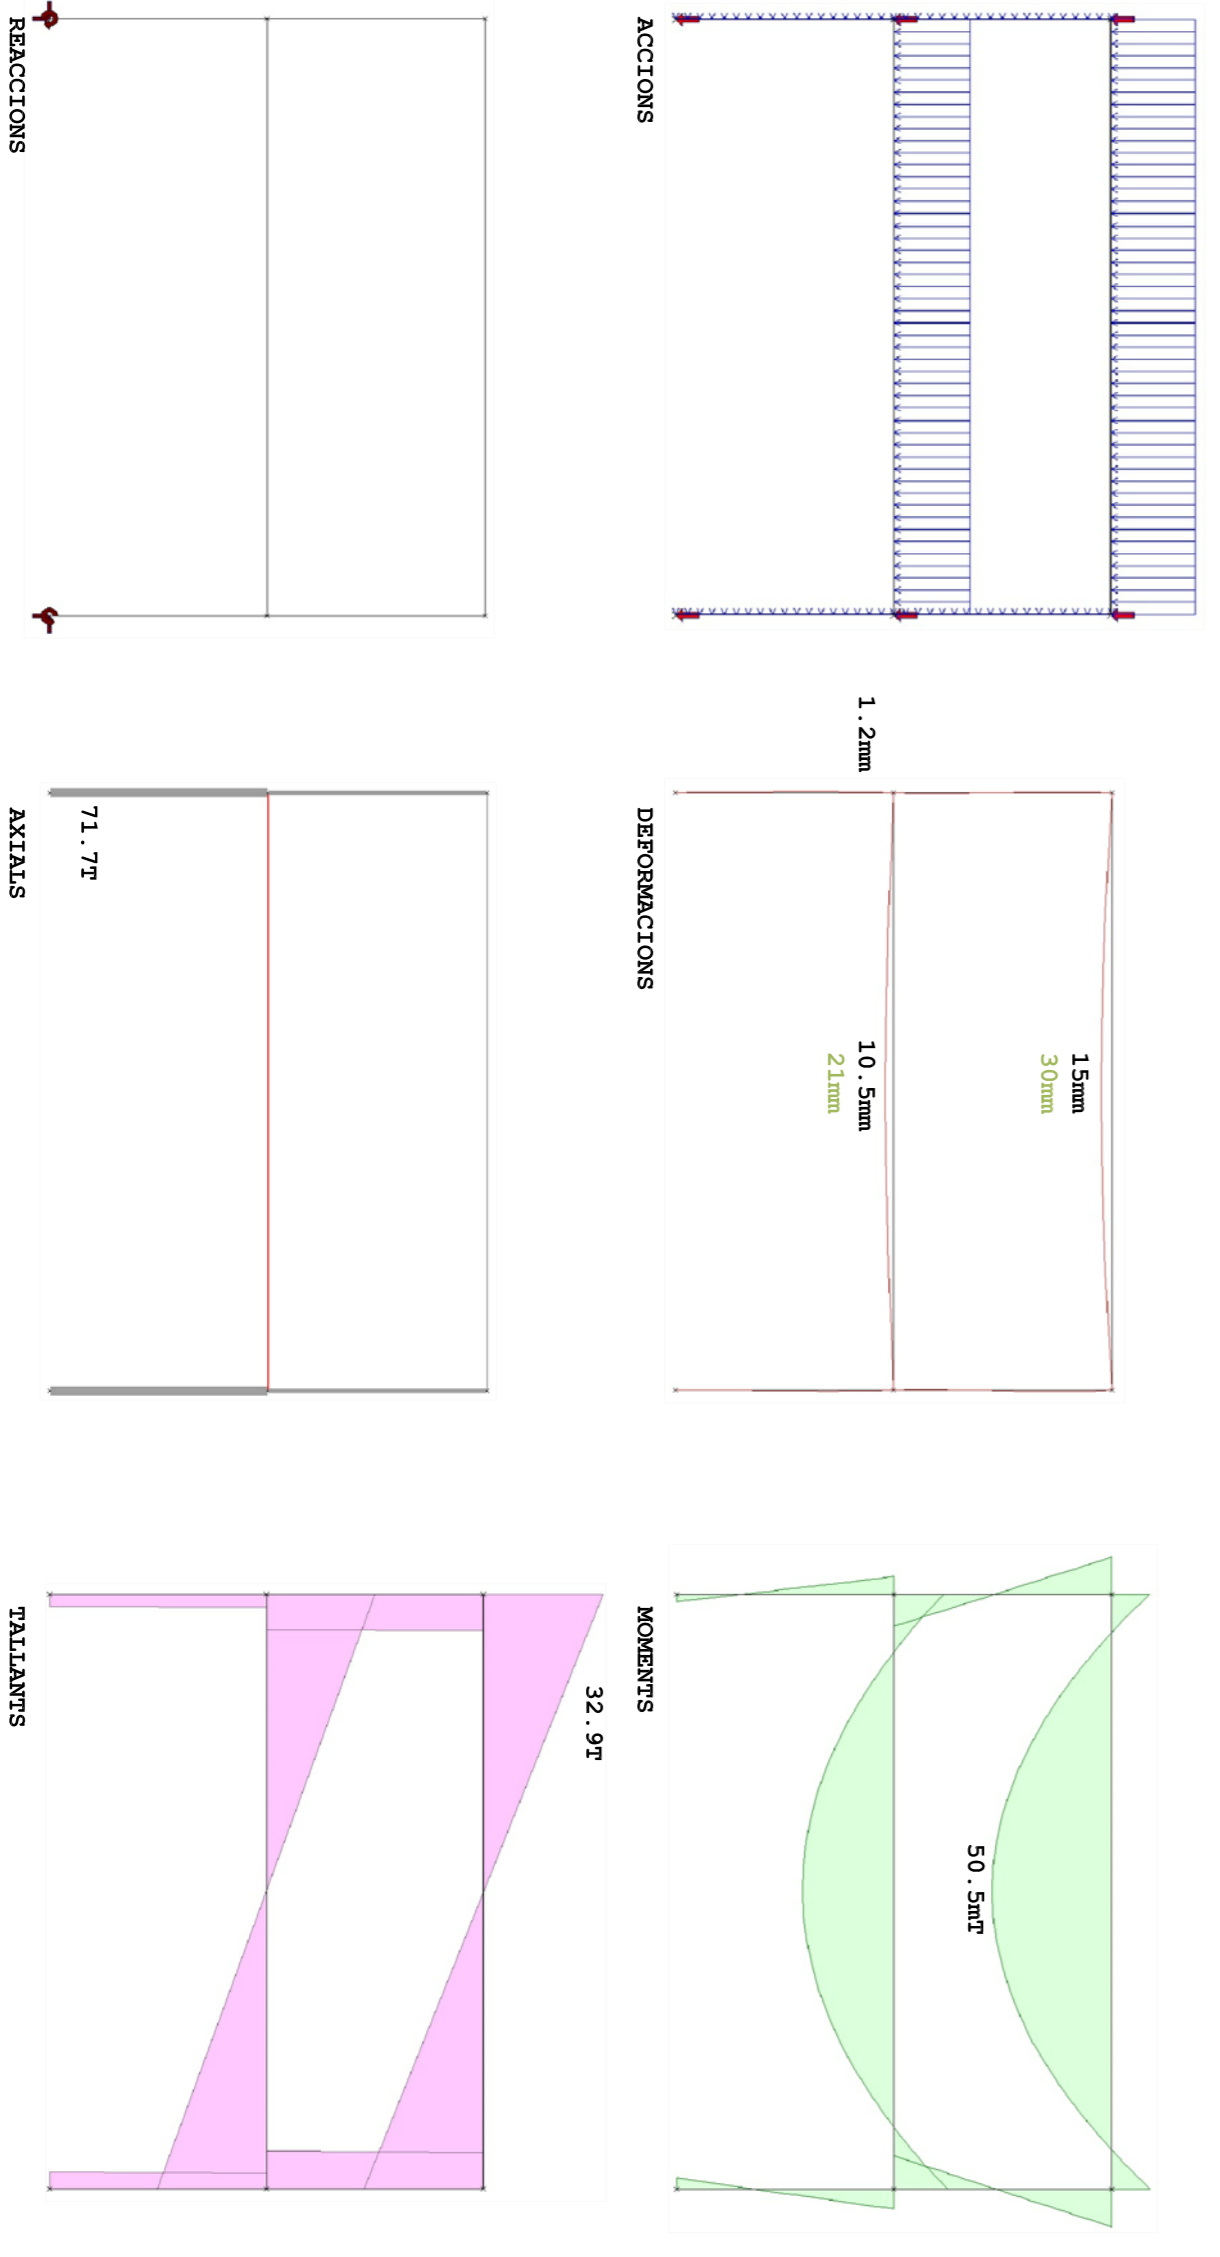 ACCIONS
1.2mm
15mm
30mm
10.5mm
21mm
DEFORMACIONS
50.5mT
MOMENTS
REACCIONS
71.7T
AXIALS
32.9T
TALLANTS